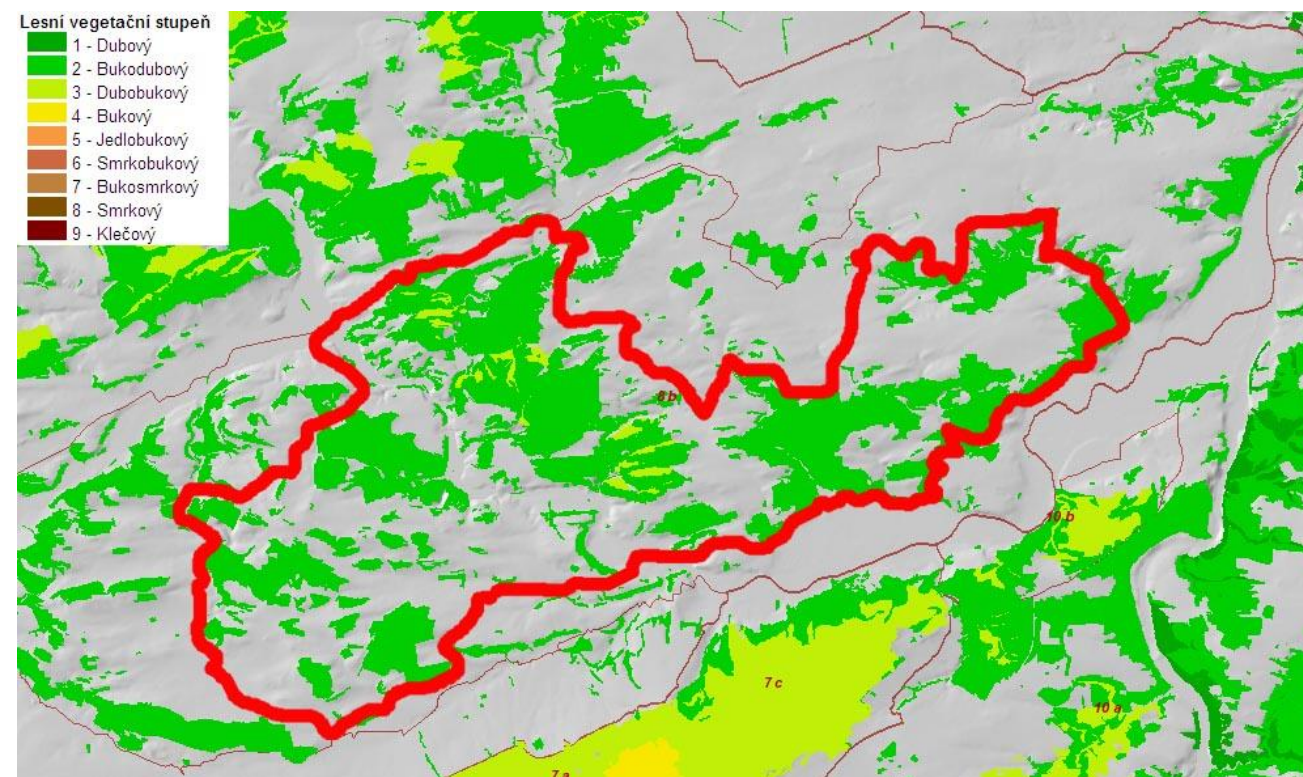 Lesní vegetační stupeň
1 - Dubový
2 - Bukodubový
3 - Dubobukový
4 - Bukový
5 - Jedlobukový
6 - Smrkobukový
7 - Bukosmrkový
8 - Smrkový
9 - Klečový
8 b
10 b
7 c
10 a
7 a